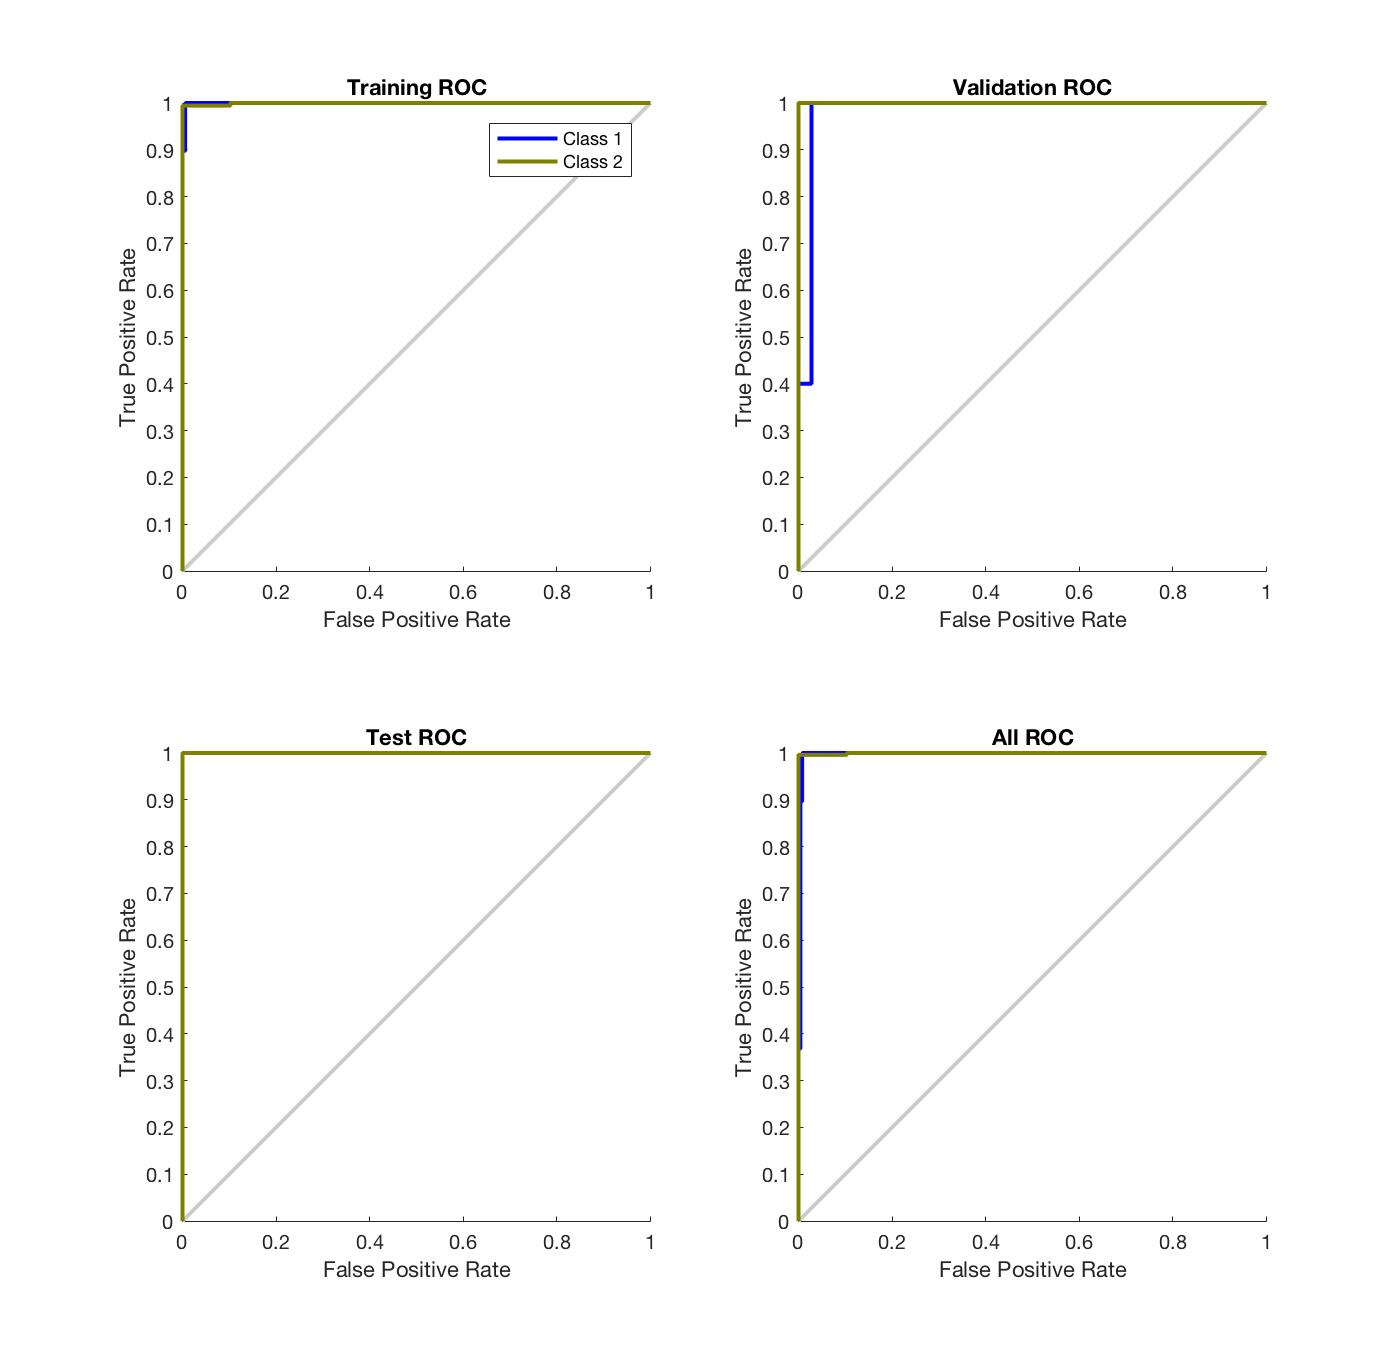 Training ROC
1
0.9
0.8
0.7
0.6
0.5
0.4
0.3
0.2
0.1
0
True Positive Rate
Class 1
Class 2
0 0.2 0.4 0.6 0.8 1
False Positive Rate
Validation ROC
1
0.9
0.8
0.7
0.6
0.5
0.4
0.3
0.2
0.1
0
True Positive Rate
0 0.2 0.4 0.6 0.8 1
False Positive Rate
Test ROC
1
0.9
0.8
0.7
0.6
0.5
0.4
0.3
0.2
0.1
0
True Positive Rate
0 0.2 0.4 0.6 0.8 1
False Positive Rate
All ROC
1
0.9
0.8
0.7
0.6
0.5
0.4
0.3
0.2
0.1
0
True Positive Rate
0 0.2 0.4 0.6 0.8 1
False Positive Rate